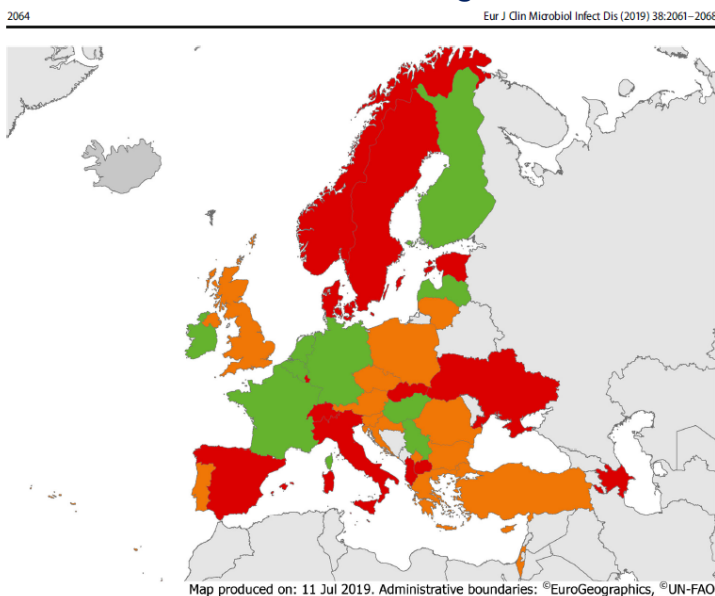 2064
Eur J Clin Microbiol Infect Dis (2019) 38:2061–2068
Map produced on: 11 Jul 2019. Administrative boundaries: ©EuroGeographics, ©UN-FAO